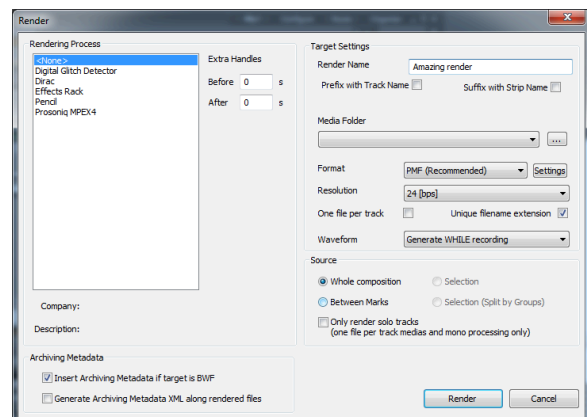 Render
Rendering Process
<None>
Digital Glitch Detector
Dirac
Effects Rack
Pencil
Prosoniq MPEX4
Extra Handles
Before 0 s
After 0 s
Company:
Description:
Archiving Metadata
Insert Archiving Metadata if target is BWF
Generate Archiving Metadata XML along rendered files
Target Settings
Render Name Amazing render
Prefix with Track Name Suffix with Strip Name
Media Folder
...
Format PMF (Recommended) Settings
Resolution 24 [bps]
One file per track Unique filename extension
Waveform Generate WHILE recording
Source
Whole composition Selection
Between Marks Selection (Split by Groups)
Only render solo tracks
(one file per track medias and mono processing only)
Render Cancel